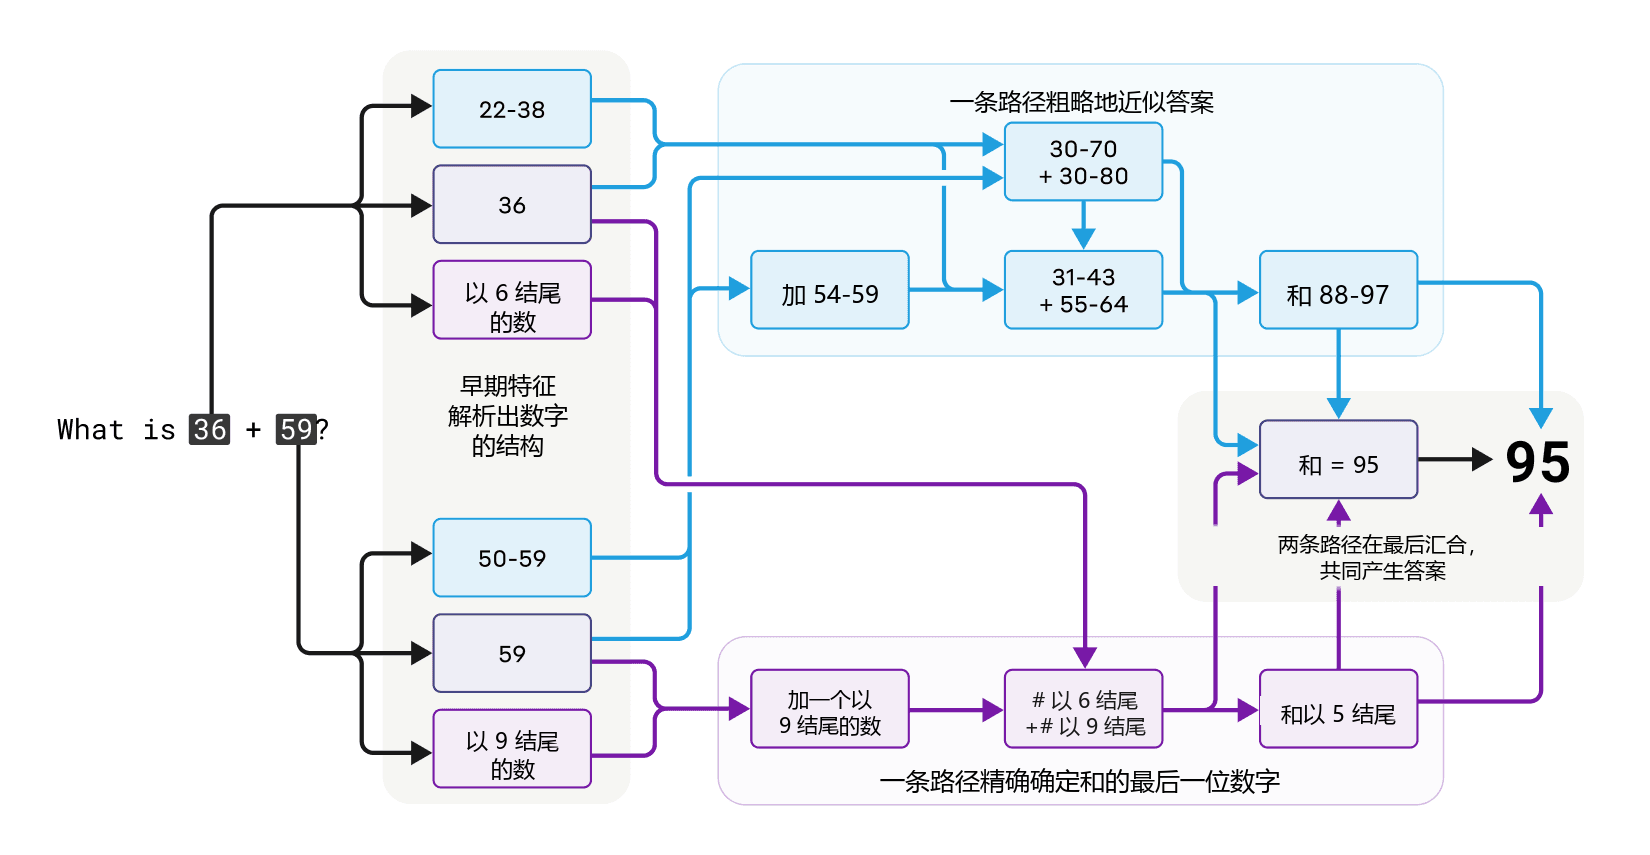 22-38
36
以 6 结尾
的数
早期特征
解析出数字
的结构
What is 36 + 59?
50-59
59
以 9 结尾
的数
一条路径粗略地近似答案
30-70
+ 30-80
加 54-59
31-43
+ 55-64
和 88-97
和 = 95
95
两条路径在最后汇合，
共同产生答案
加一个以
9 结尾的数
# 以 6 结尾
+# 以 9 结尾
和以 5 结尾
一条路径精确确定和的最后一位数字